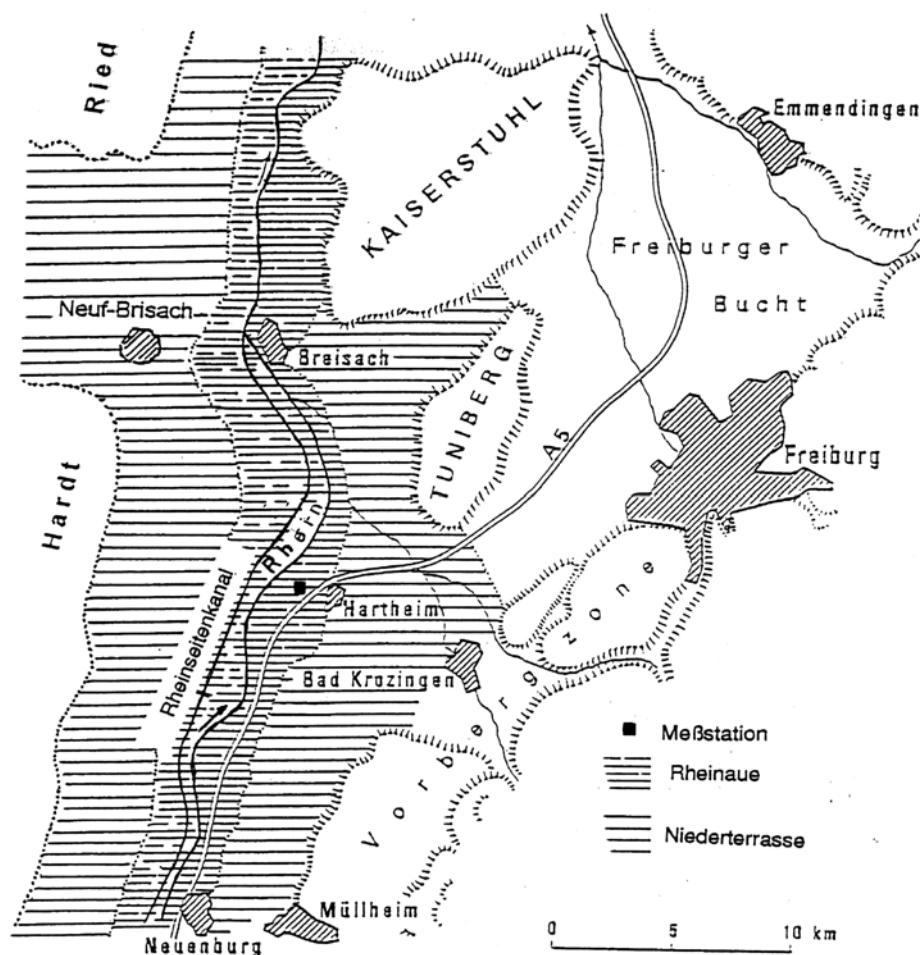 Ried
Emmendingen
KAISERSTUHL
Freiburger
Bucht
Neuf-Brisach
Breisach
TUNIBERG
A5
Freiburg
Hardt
Rhein
Rheinseitenkanal
Hartheim
Bad Krozingen
Vorbergzone
Meßstation
Rheinaue
Niederterrasse
Müllheim
Neuenburg
0 5 10 km